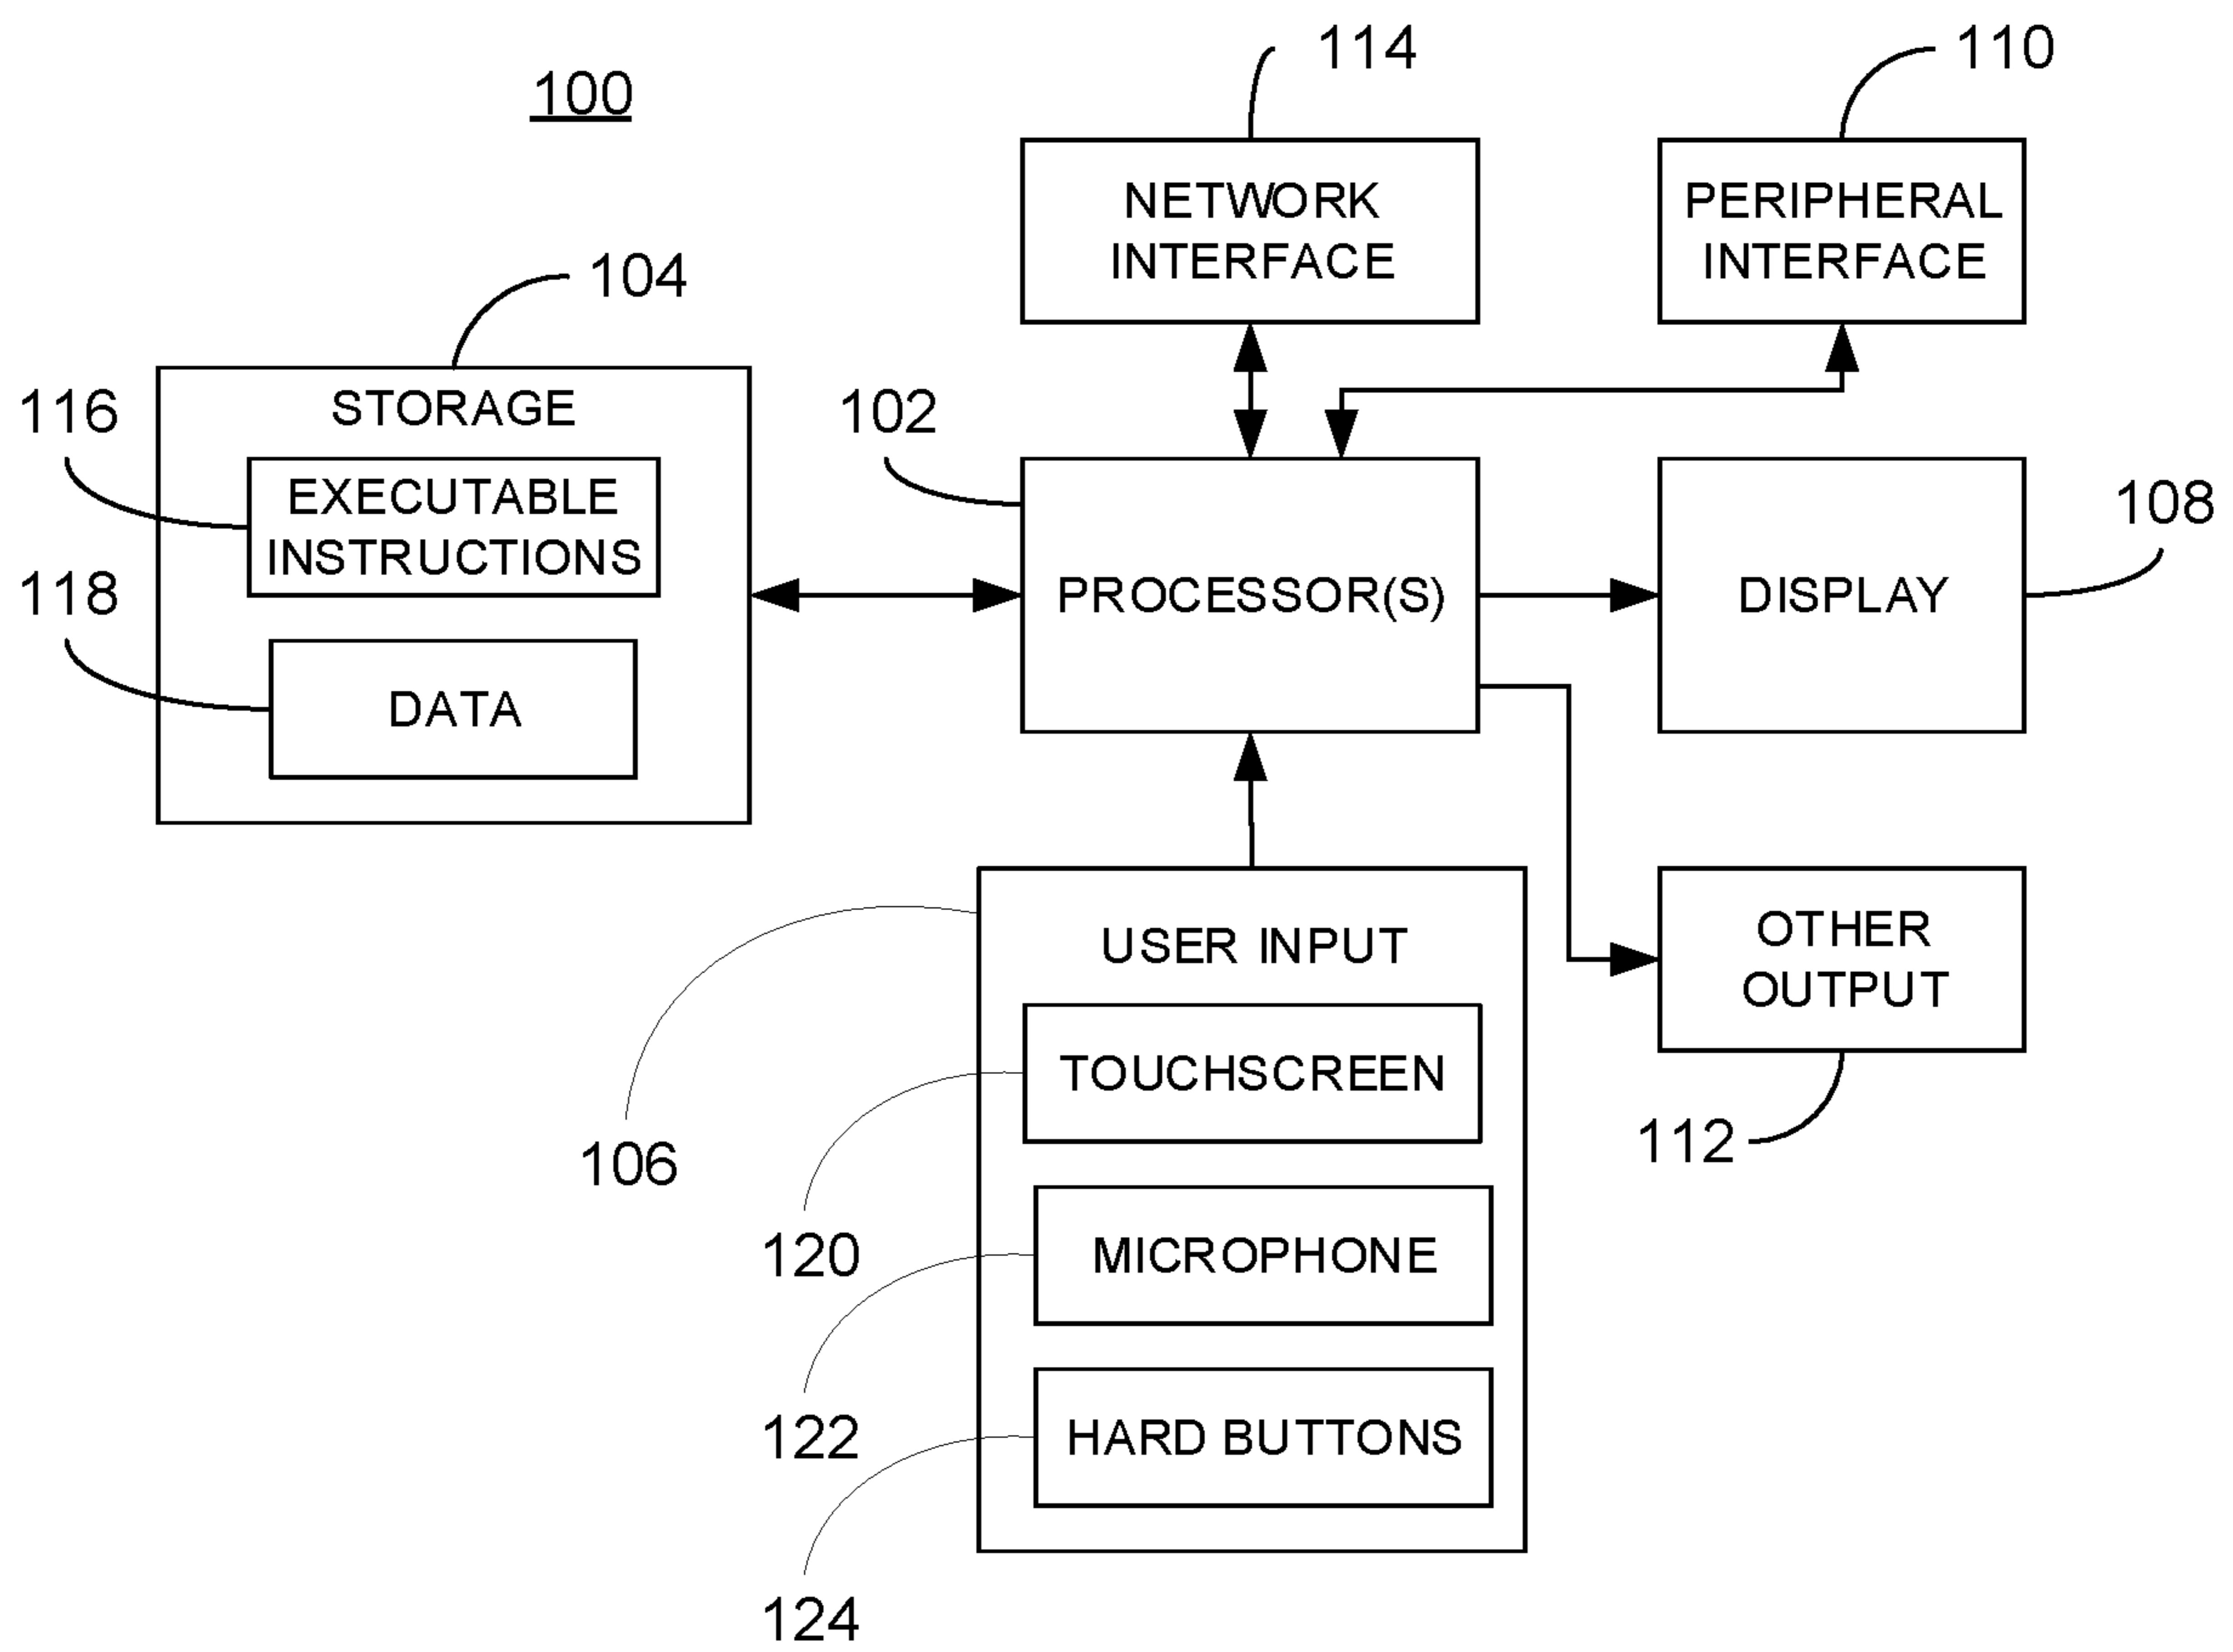 100
114
110
NETWORK
INTERFACE
PERIPHERAL
INTERFACE
104
STORAGE
116
EXECUTABLE
INSTRUCTIONS
118
DATA
102
PROCESSOR(S)
DISPLAY
108
USER INPUT
106
TOUCHSCREEN
120
MICROPHONE
122
HARD BUTTONS
124
OTHER
OUTPUT
112